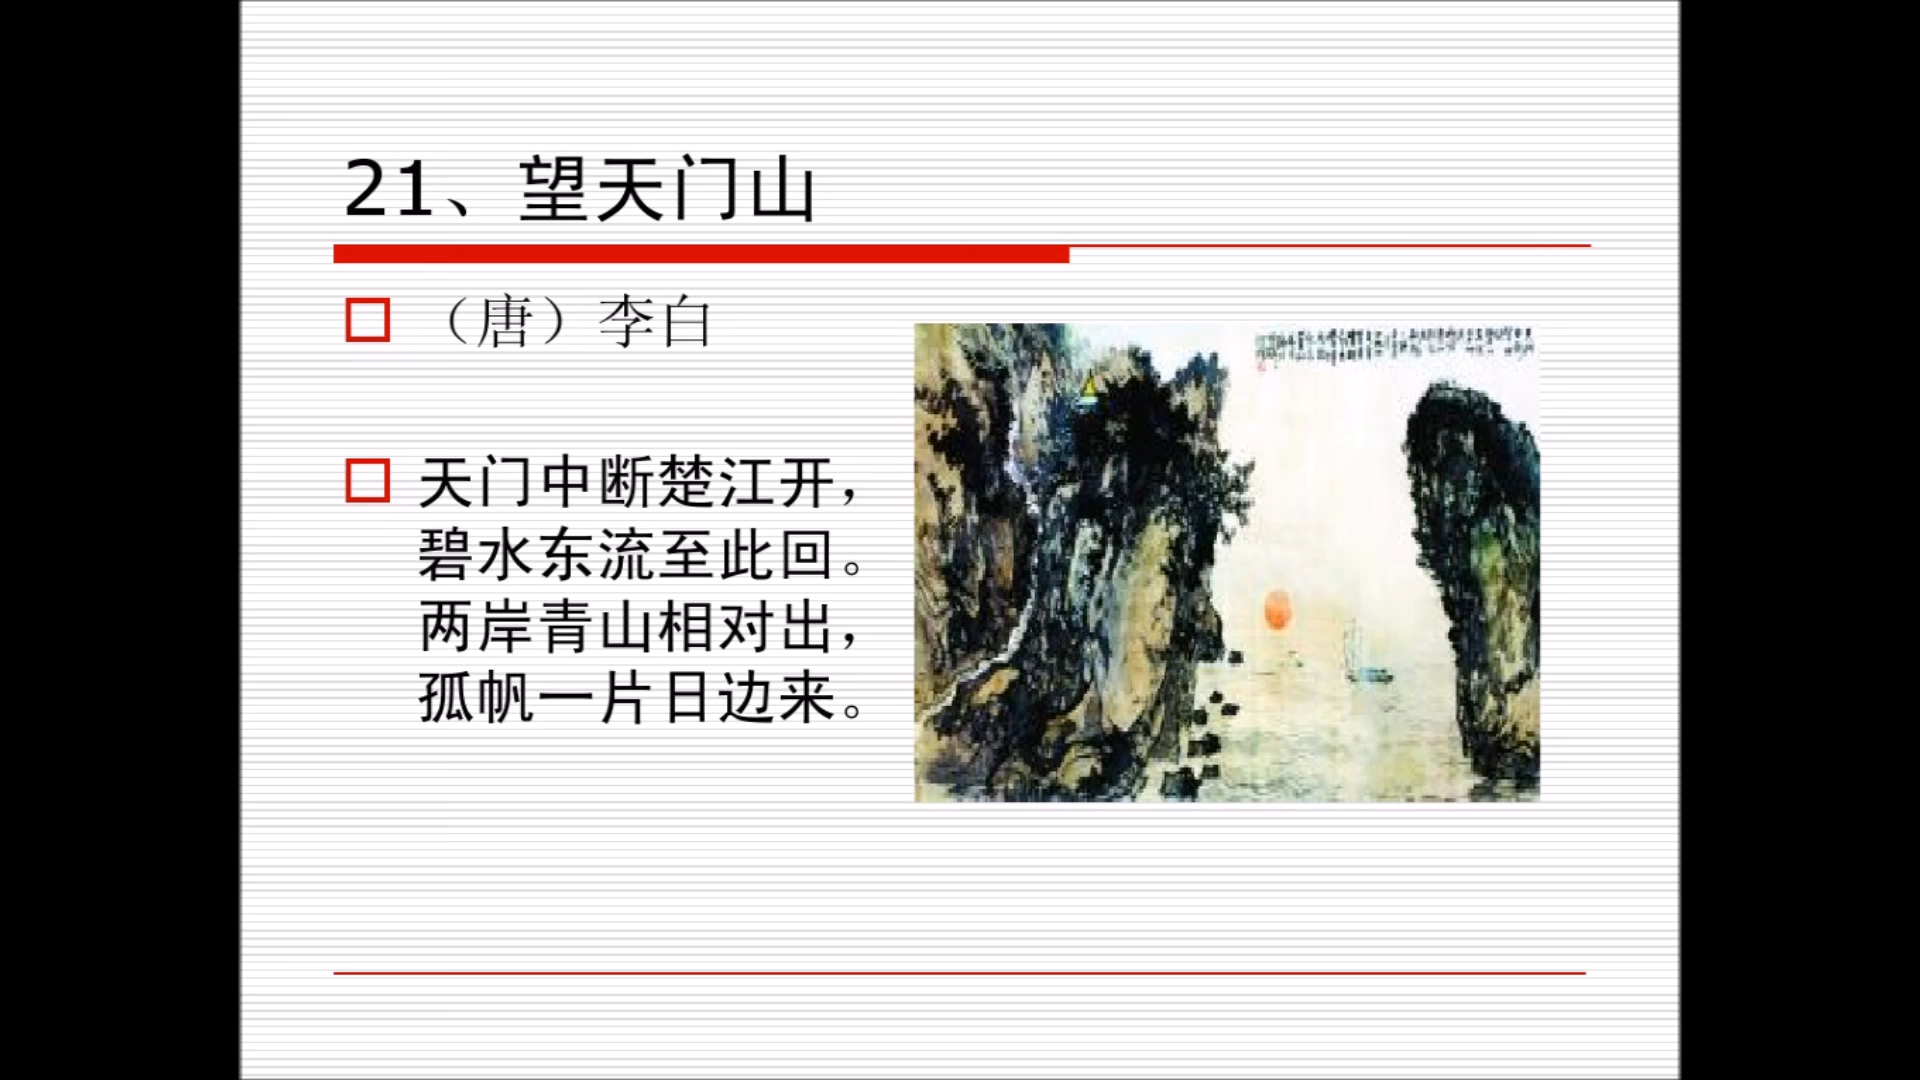 21、望天门山
（唐）李白
天门中断楚江开，
碧水东流至此回。
两岸青山相对出，
孤帆一片日边来。